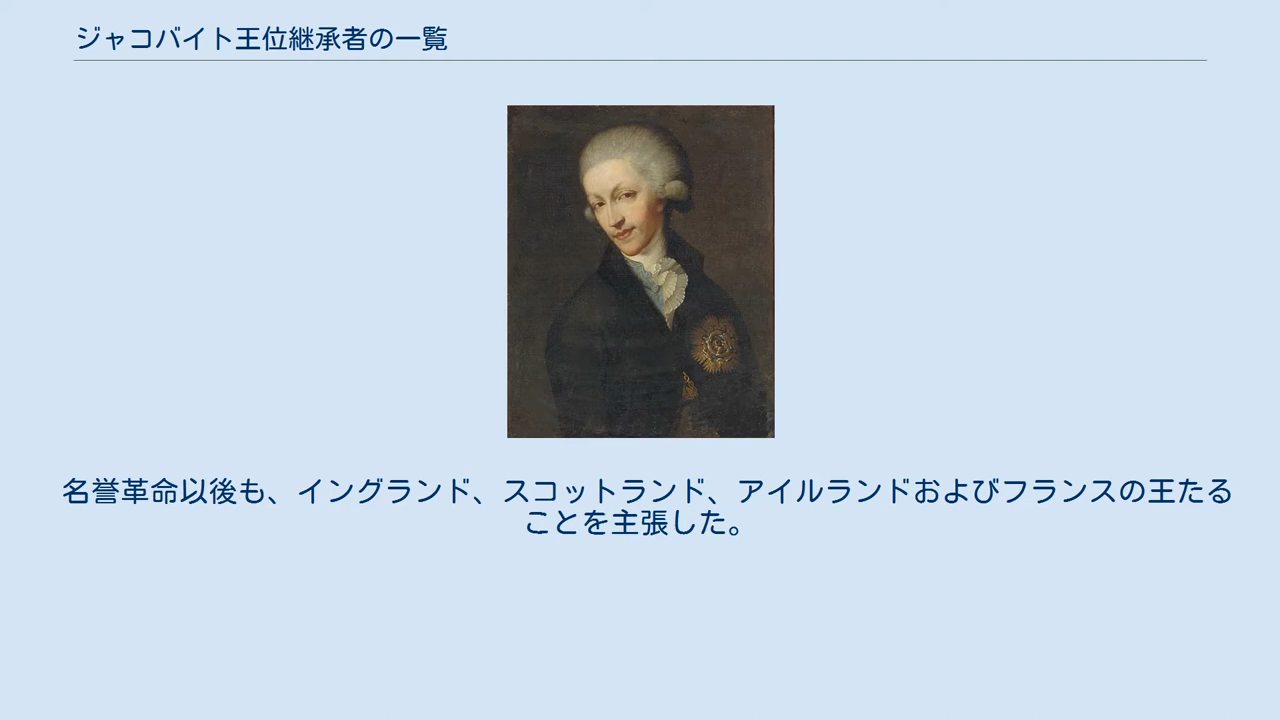 ジャコバイト王位継承者の一覧
名誉革命以後も、イングランド、スコットランド、アイルランドおよびフランスの王たる
ことを主張した。